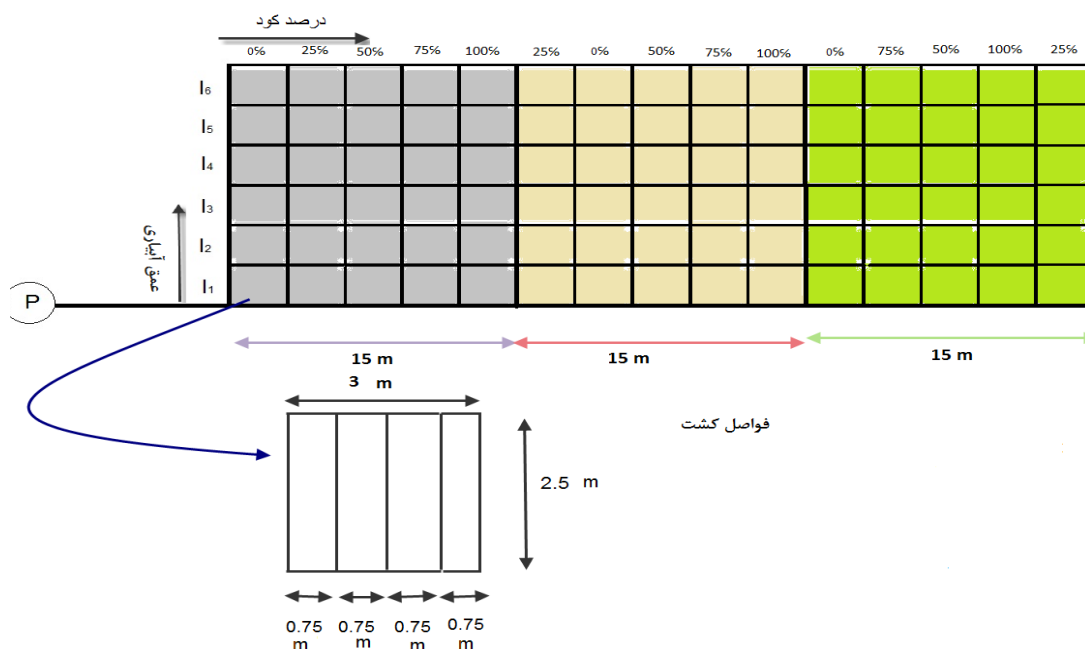 درصد کود
0% 25% 50% 75% 100% 25% 0% 50% 75% 100% 0% 75% 50% 100% 25%
I₆
I₅
I₄
I₃
I₂
I₁
عمق آبیاری
P
15 m 15 m 15 m
3 m
فواصل کشت
2.5 m
0.75 m 0.75 m 0.75 m 0.75 m